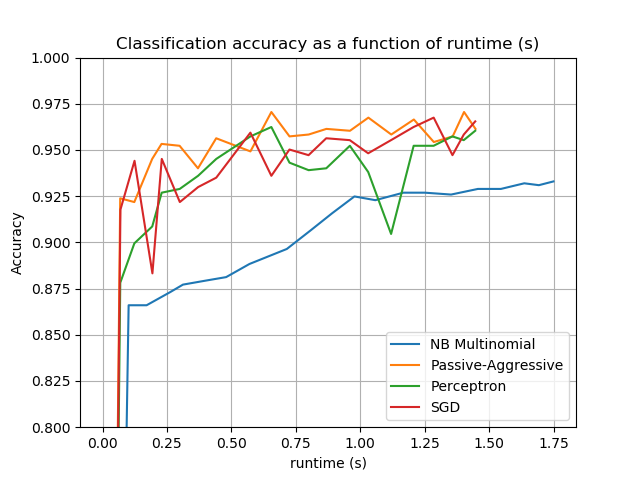 Classification accuracy as a function of runtime (s)
1.000
0.975
0.950
0.925
0.900
0.875
0.850
0.825
0.800
Accuracy
NB Multinomial
Passive-Aggressive
Perceptron
SGD
0.00 0.25 0.50 0.75 1.00 1.25 1.50 1.75
runtime (s)